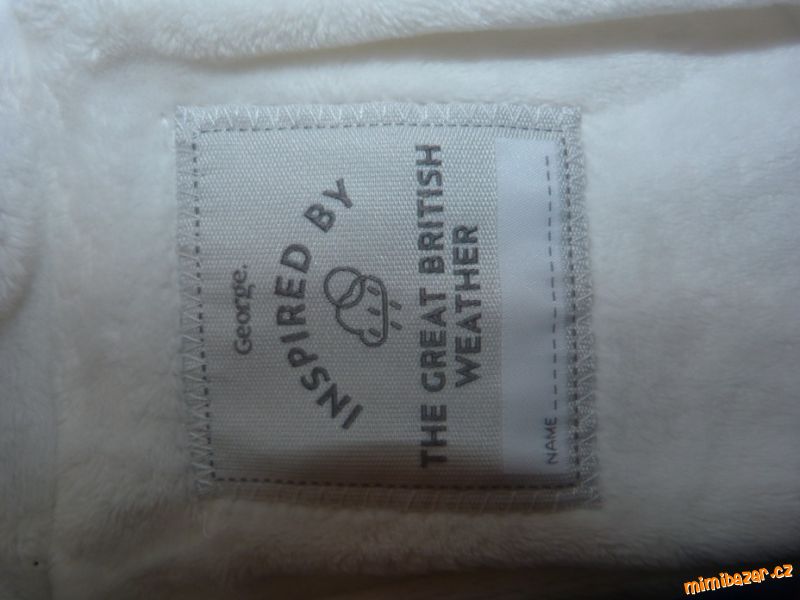 George.
INSPIRED BY
THE GREAT BRITISH
WEATHER
NAME
mimibazar.cz